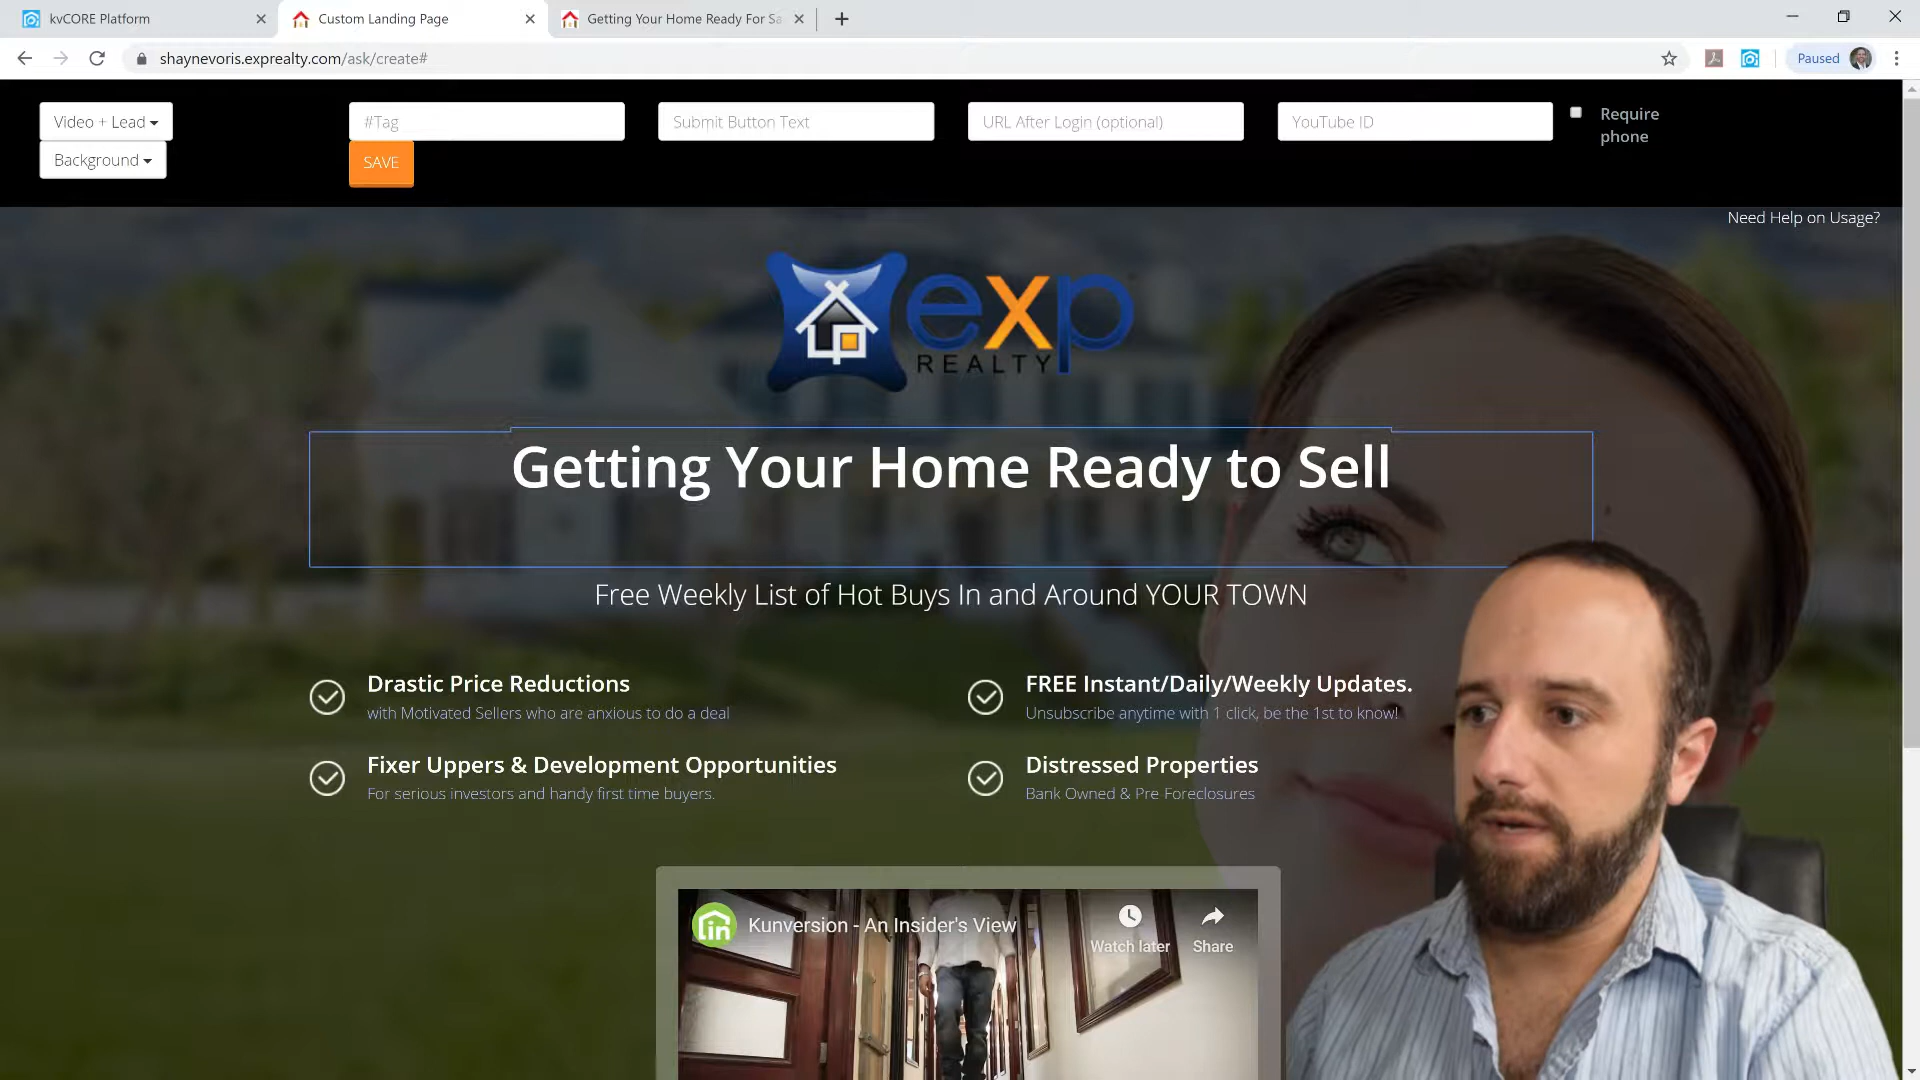 kvCORE Platform
Custom Landing Page
Getting Your Home Ready For Sa
shaynevoris.exprealty.com/ask/create#
Paused
Video + Lead
#Tag
Submit Button Text
URL After Login (optional)
YouTube ID
Require
phone
Background
SAVE
Need Help on Usage?
exp
REALTY
Getting Your Home Ready to Sell
Free Weekly List of Hot Buys In and Around YOUR TOWN
Drastic Price Reductions
with Motivated Sellers who are anxious to do a deal
FREE Instant/Daily/Weekly Updates.
Unsubscribe anytime with 1 click, be the 1st to know!
Fixer Uppers & Development Opportunities
For serious investors and handy first time buyers.
Distressed Properties
Bank Owned & Pre Foreclosures
in
Kunversion - An Insider's View
Watch later
Share